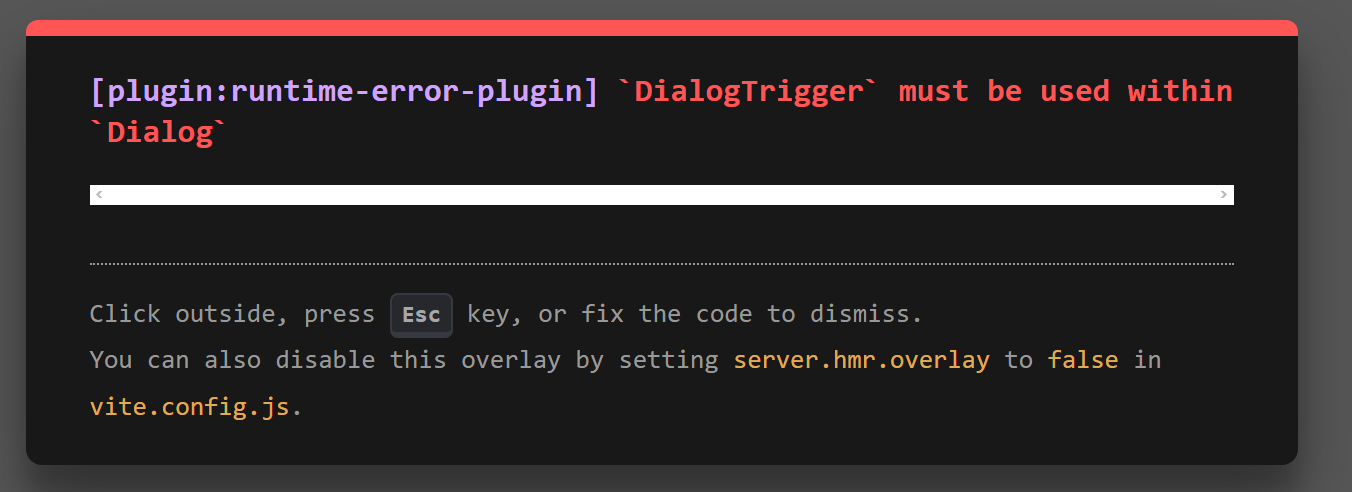 [plugin:runtime-error-plugin] `DialogTrigger` must be used within
`Dialog`
Click outside, press Esc key, or fix the code to dismiss.
You can also disable this overlay by setting server.hmr.overlay to false in
vite.config.js.